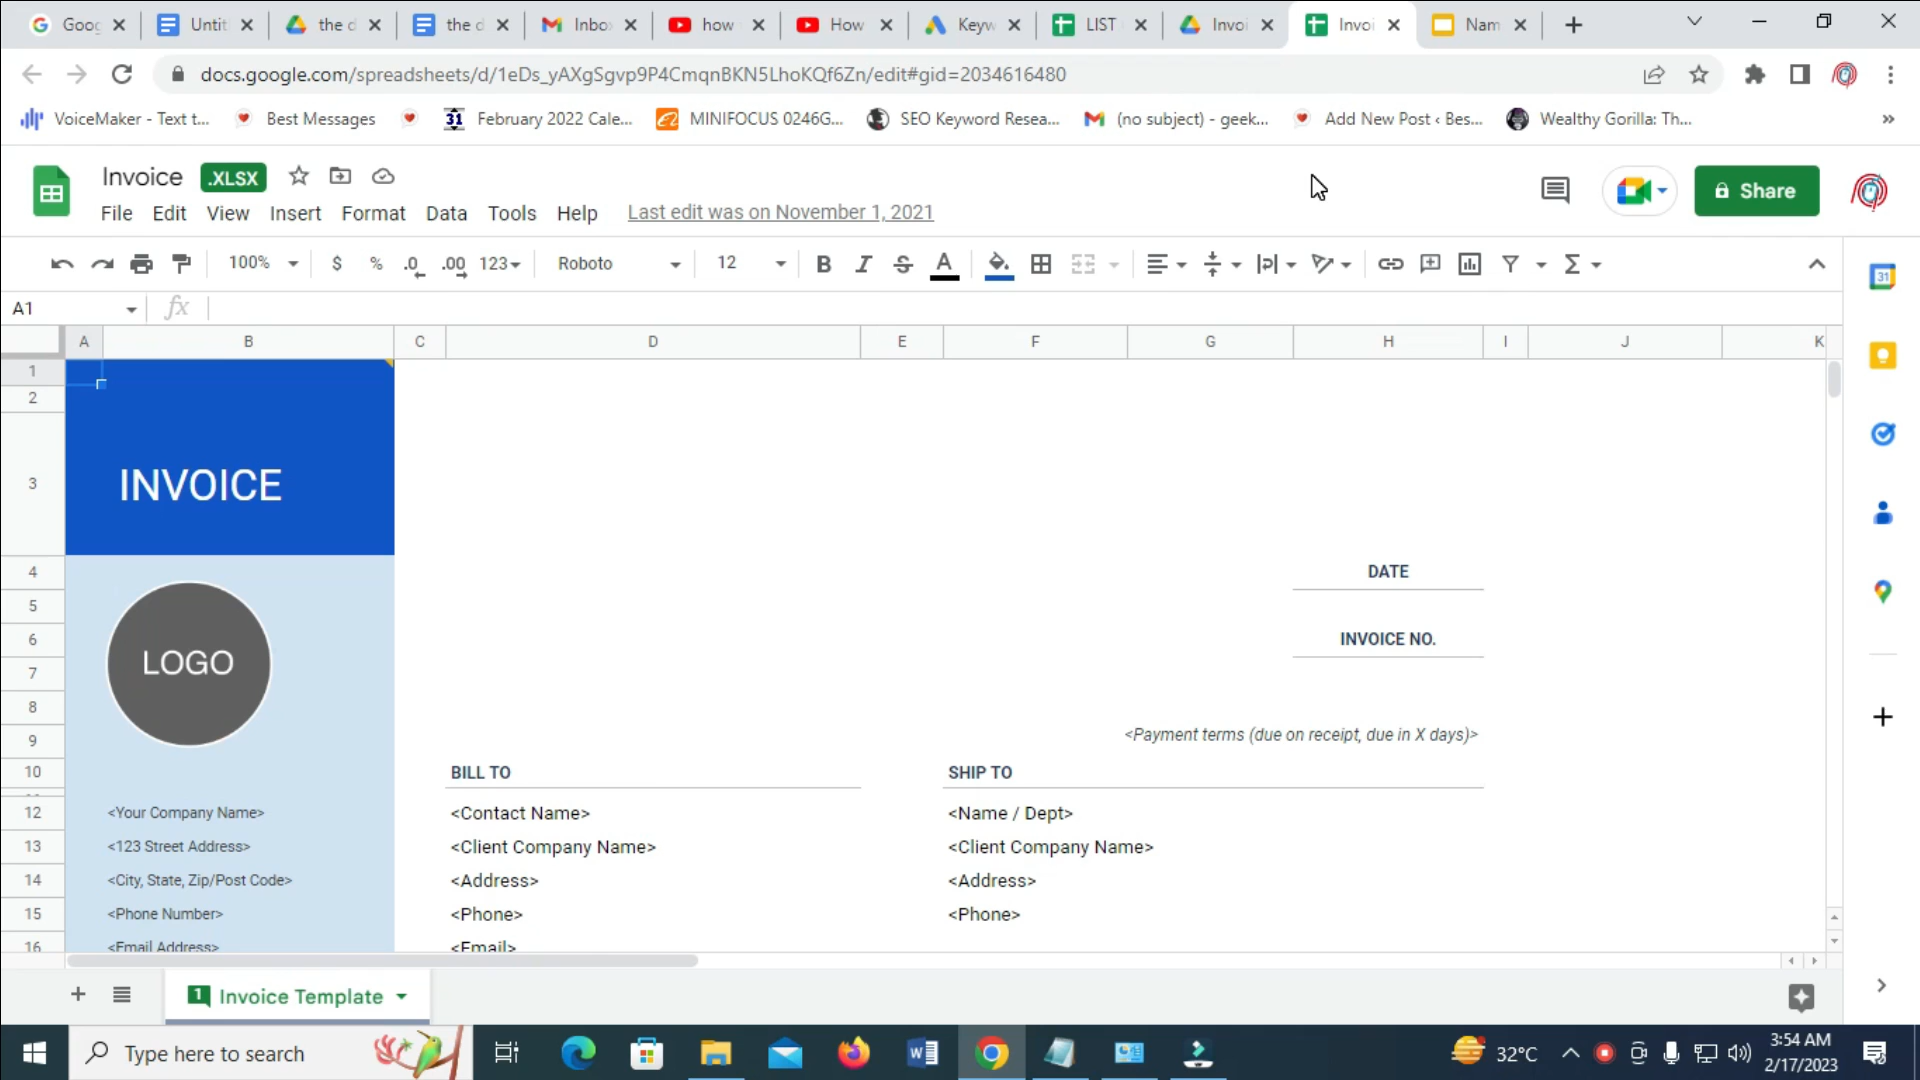 Goog Untit the d the d Inbo how How Keyw LIST Invoi Invoi Nam
docs.google.com/spreadsheets/d/1eDs_yAXgSgvp9P4CmqnBKN5LhoKQf6Zn/edit#gid=2034616480
VoiceMaker - Text t... Best Messages 31 February 2022 Cale... MINIFOCUS 0246G... SEO Keyword Resea... (no subject) - geek... Add New Post ‹ Bes... Wealthy Gorilla: Th... »
Invoice .XLSX
File Edit View Insert Format Data Tools Help Last edit was on November 1, 2021
Share
100% $ % .0 .00 123 Roboto 12 B I S A Σ
31
A1 fx
A B C D E F G H I J K
1
2
3 INVOICE
4 DATE
5
6 INVOICE NO.
LOGO
7
8
9 <Payment terms (due on receipt, due in X days)>
10 BILL TO SHIP TO
12 <Your Company Name> <Contact Name> <Name / Dept>
13 <123 Street Address> <Client Company Name> <Client Company Name>
14 <City, State, Zip/Post Code> <Address> <Address>
15 <Phone Number> <Phone> <Phone>
16 <Email Address> <Email>
1 Invoice Template
Type here to search
32°C
3:54 AM
2/17/2023